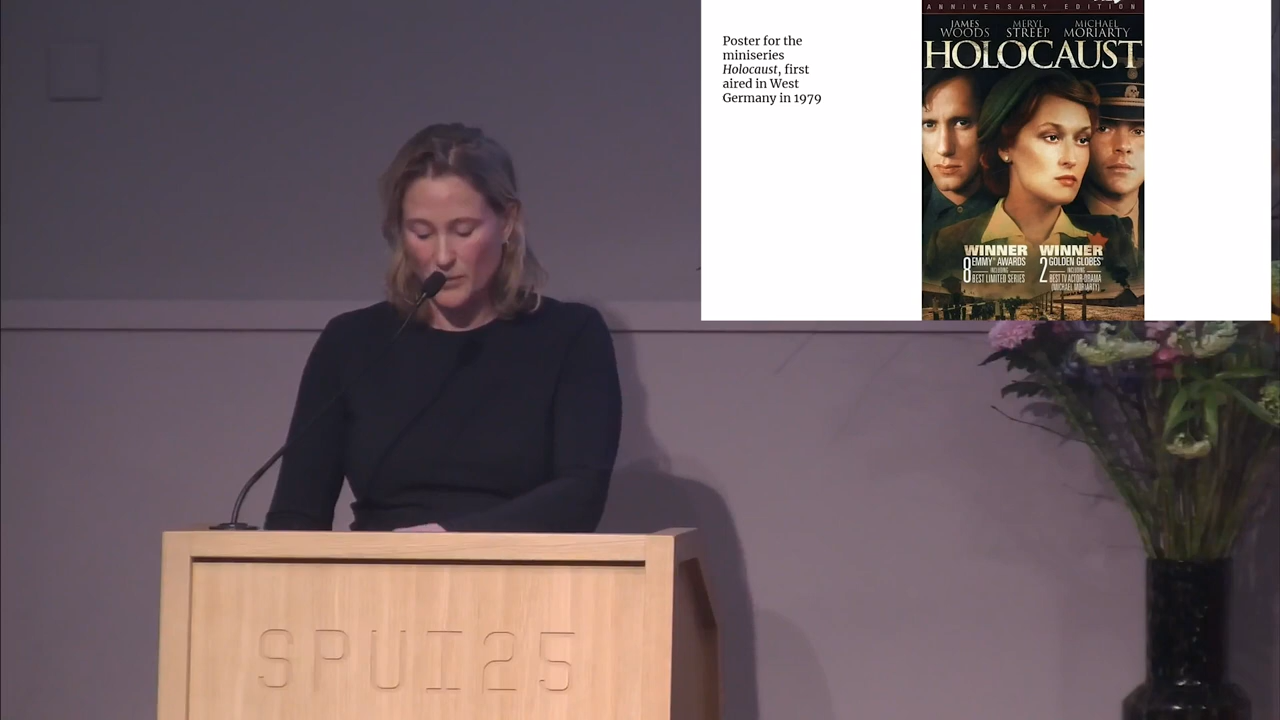 Poster for the
miniseries
Holocaust, first
aired in West
Germany in 1979
ANNIVERSARY EDITION
JAMES WOODS
MERYL STREEP
MICHAEL MORIARTY
HOLOCAUST
WINNER
8 EMMY® AWARDS
INCLUDING
BEST LIMITED SERIES
WINNER
2 GOLDEN GLOBES®
INCLUDING
BEST TV ACTOR-DRAMA
(MICHAEL MORIARTY)
SPUI25